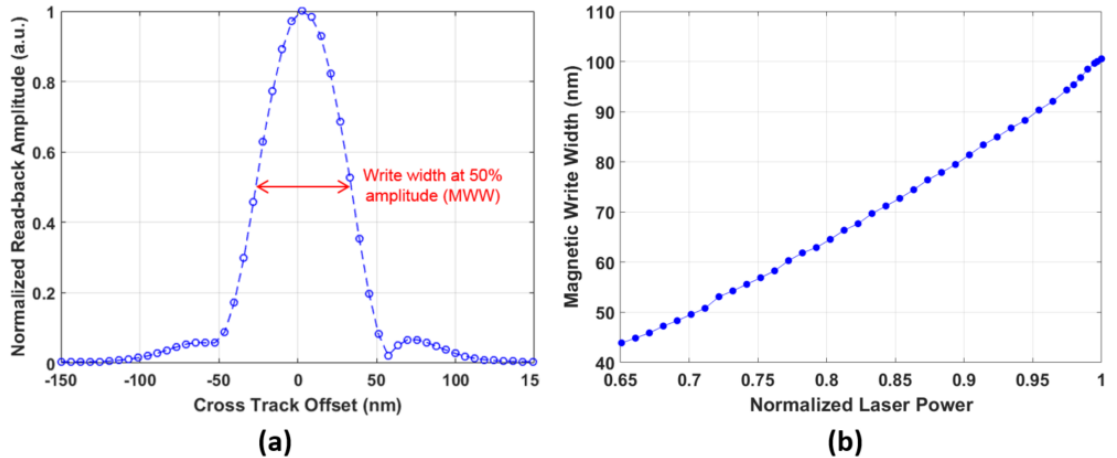 Normalized Read-back Amplitude (a.u.)
1
0.8
0.6
0.4
0.2
0
Write width at 50%
amplitude (MWW)
-150 -100 -50 0 50 100 15
Cross Track Offset (nm)
(a)
Magnetic Write Width (nm)
110
100
90
80
70
60
50
40
0.65 0.7 0.75 0.8 0.85 0.9 0.95 1
Normalized Laser Power
(b)